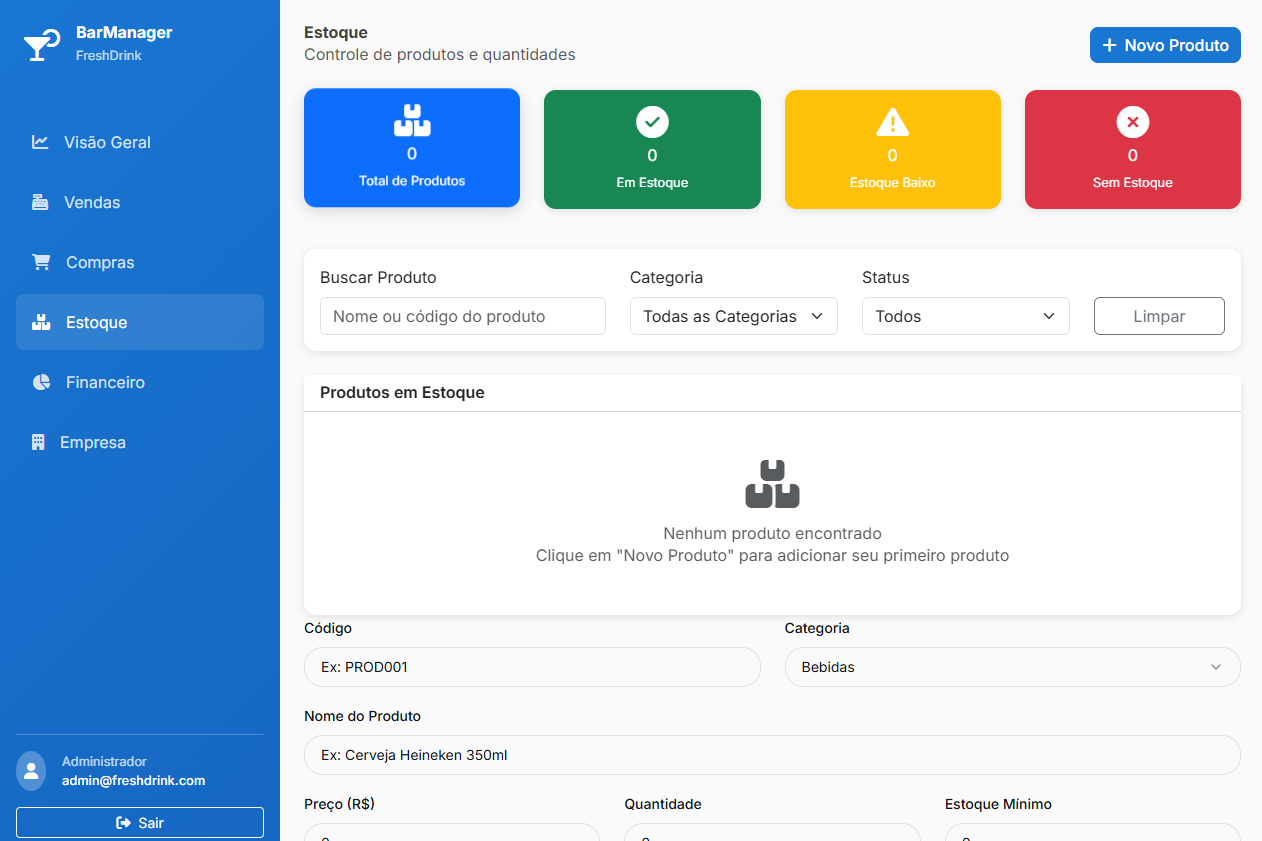 BarManager
FreshDrink
Visão Geral
Vendas
Compras
Estoque
Financeiro
Empresa
Administrador
admin@freshdrink.com
Sair
Estoque
Controle de produtos e quantidades
Novo Produto
0
Total de Produtos
0
Em Estoque
0
Estoque Baixo
0
Sem Estoque
Buscar Produto
Nome ou código do produto
Categoria
Todas as Categorias
Status
Todos
Limpar
Produtos em Estoque
Nenhum produto encontrado
Clique em "Novo Produto" para adicionar seu primeiro produto
Código
Ex: PROD001
Categoria
Bebidas
Nome do Produto
Ex: Cerveja Heineken 350ml
Preço (R$)
Quantidade
Estoque Mínimo